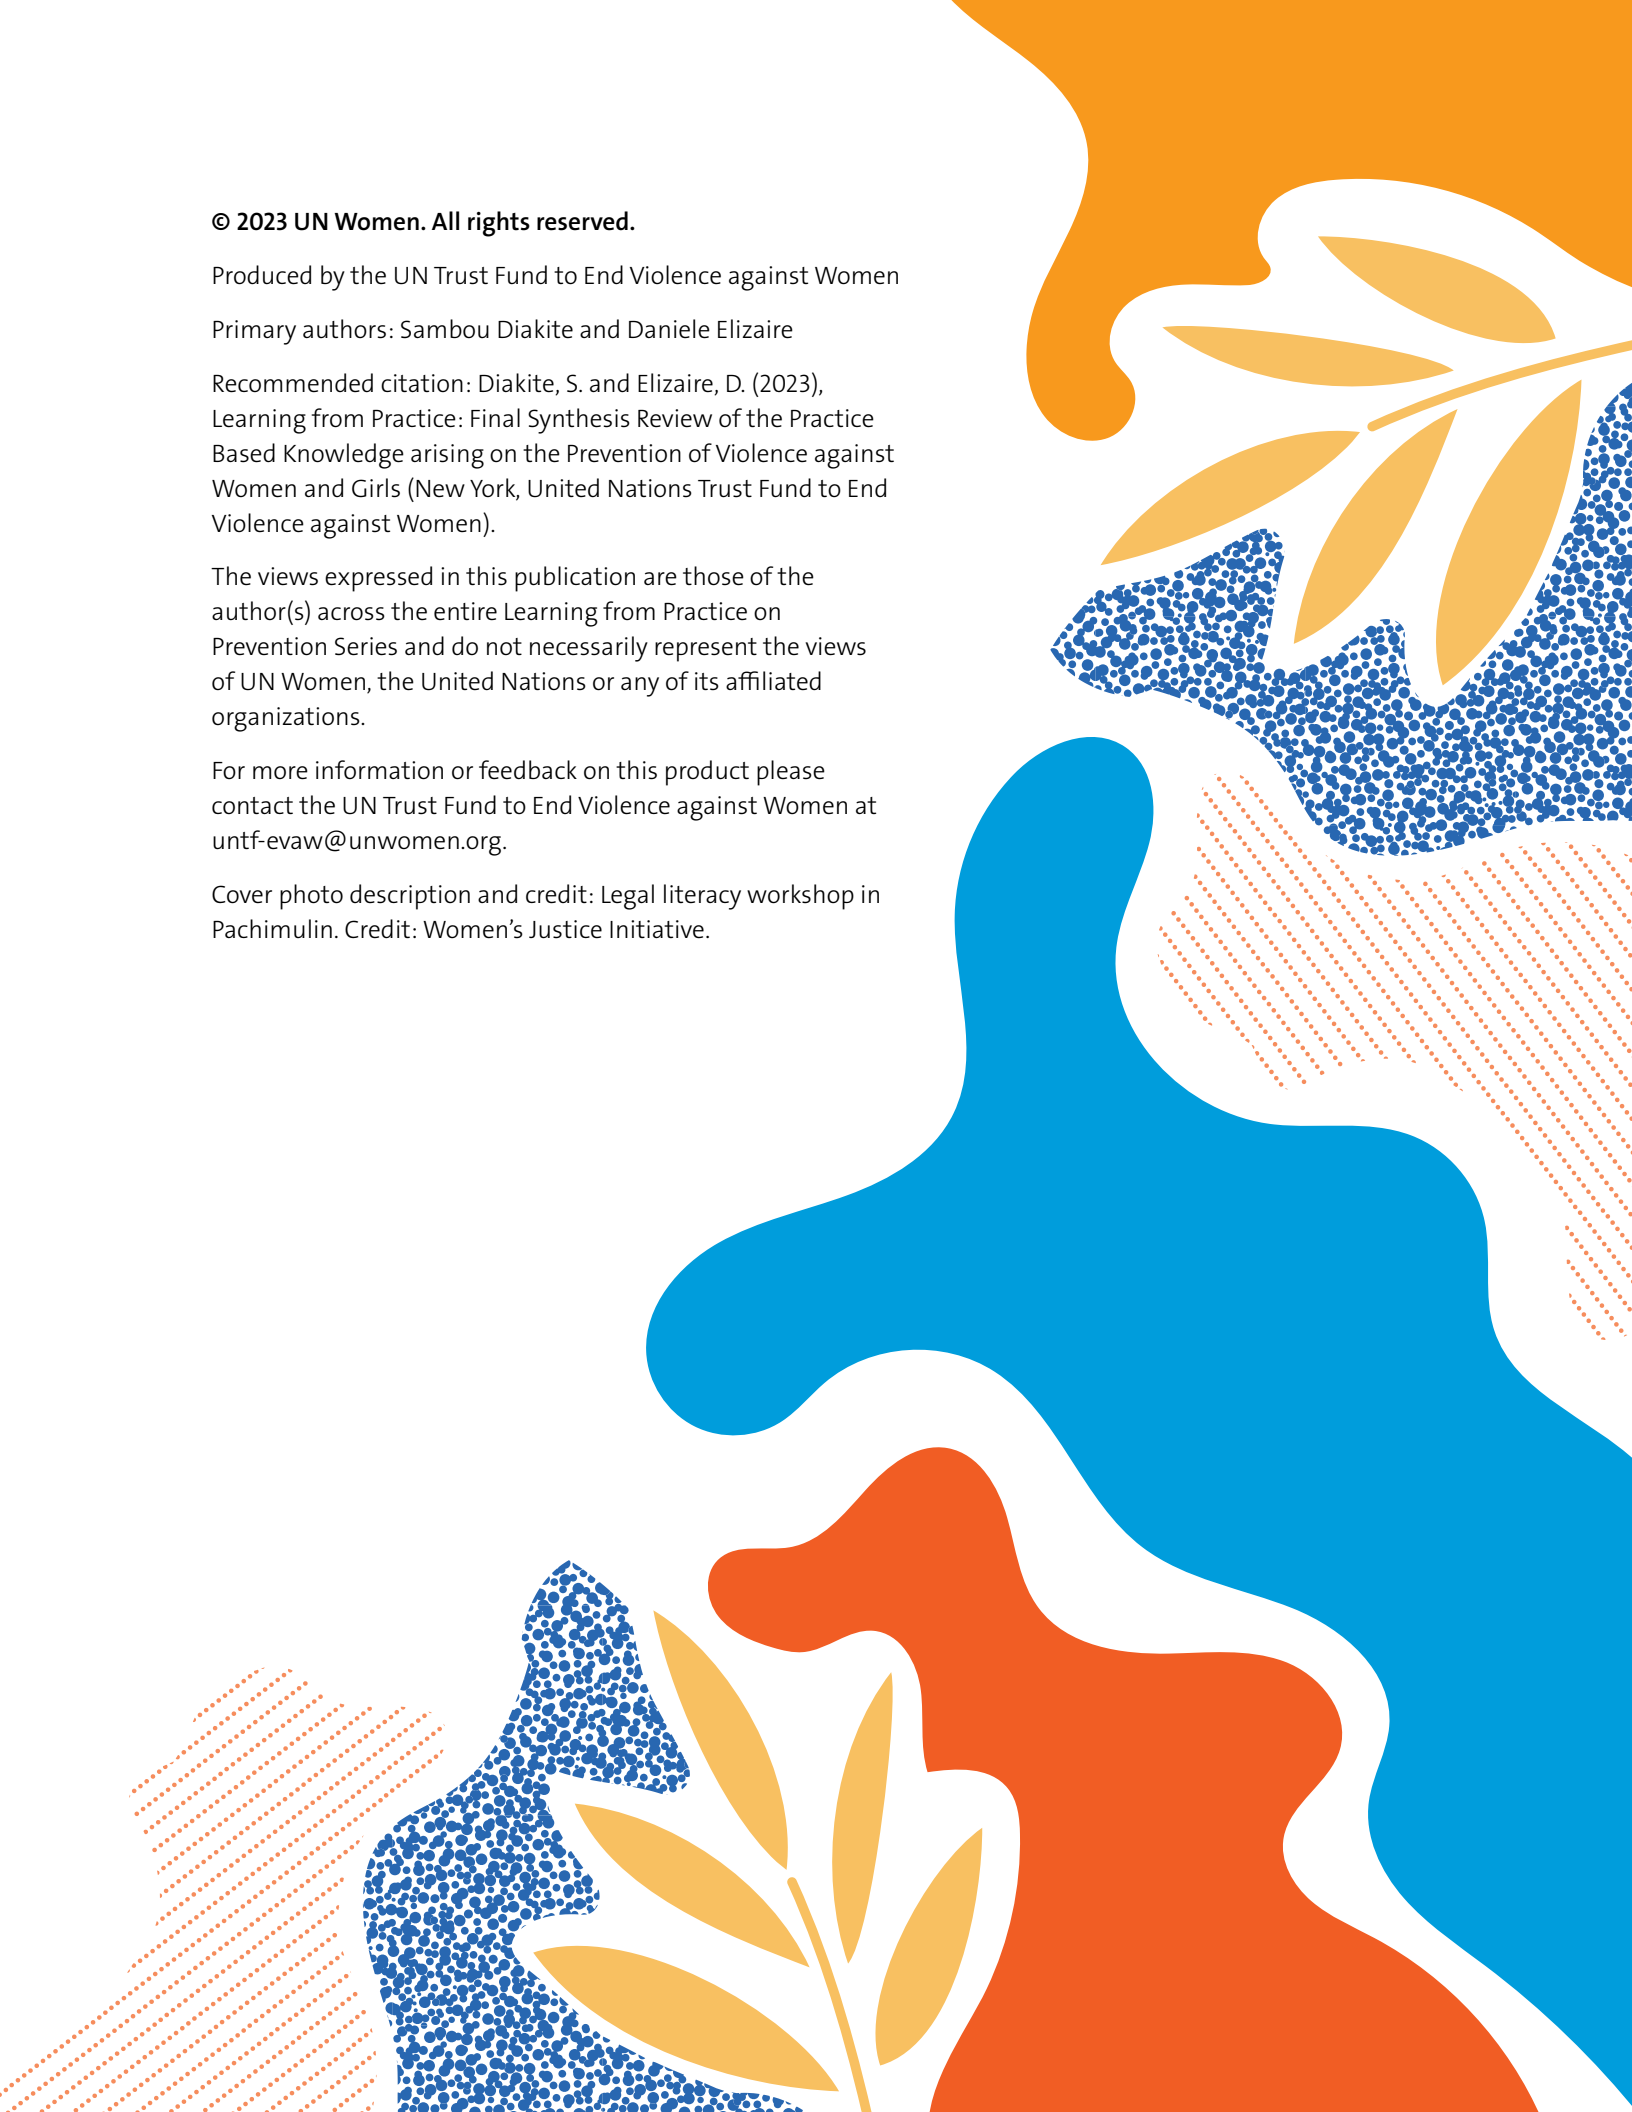 © 2023 UN Women. All rights reserved.
Produced by the UN Trust Fund to End Violence against Women
Primary authors: Sambou Diakite and Daniele Elizaire
Recommended citation: Diakite, S. and Elizaire, D. (2023),
Learning from Practice: Final Synthesis Review of the Practice
Based Knowledge arising on the Prevention of Violence against
Women and Girls (New York, United Nations Trust Fund to End
Violence against Women).
The views expressed in this publication are those of the
author(s) across the entire Learning from Practice on
Prevention Series and do not necessarily represent the views
of UN Women, the United Nations or any of its affiliated
organizations.
For more information or feedback on this product please
contact the UN Trust Fund to End Violence against Women at
untf-evaw@unwomen.org.
Cover photo description and credit: Legal literacy workshop in
Pachimulin. Credit: Women’s Justice Initiative.